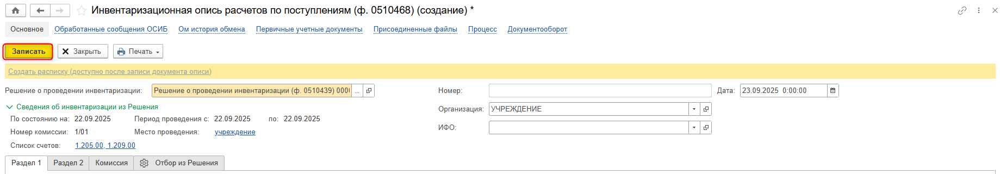 Инвентаризационная опись расчетов по поступлениям (ф. 0510468) (создание) *
Основное Обработанные сообщения ОСИБ Ом история обмена Первичные учетные документы Присоединенные файлы Процесс Документооборот
Записать Закрыть Печать
Создать расписку (доступно после записи документа описи)
Решение о проведении инвентаризации: Решение о проведении инвентаризации (ф. 0510439) 000 ... Номер: Дата: 23.09.2025 0:00:00
Сведения об инвентаризации из Решения
Организация: УЧРЕЖДЕНИЕ
По состоянию на: 22.09.2025 Период проведения с: 22.09.2025 по: 22.09.2025
ИФО:
Номер комиссии: 1/01 Место проведения: учреждение
Список счетов: 1.205.00, 1.209.00
Раздел 1 Раздел 2 Комиссия Отбор из Решения